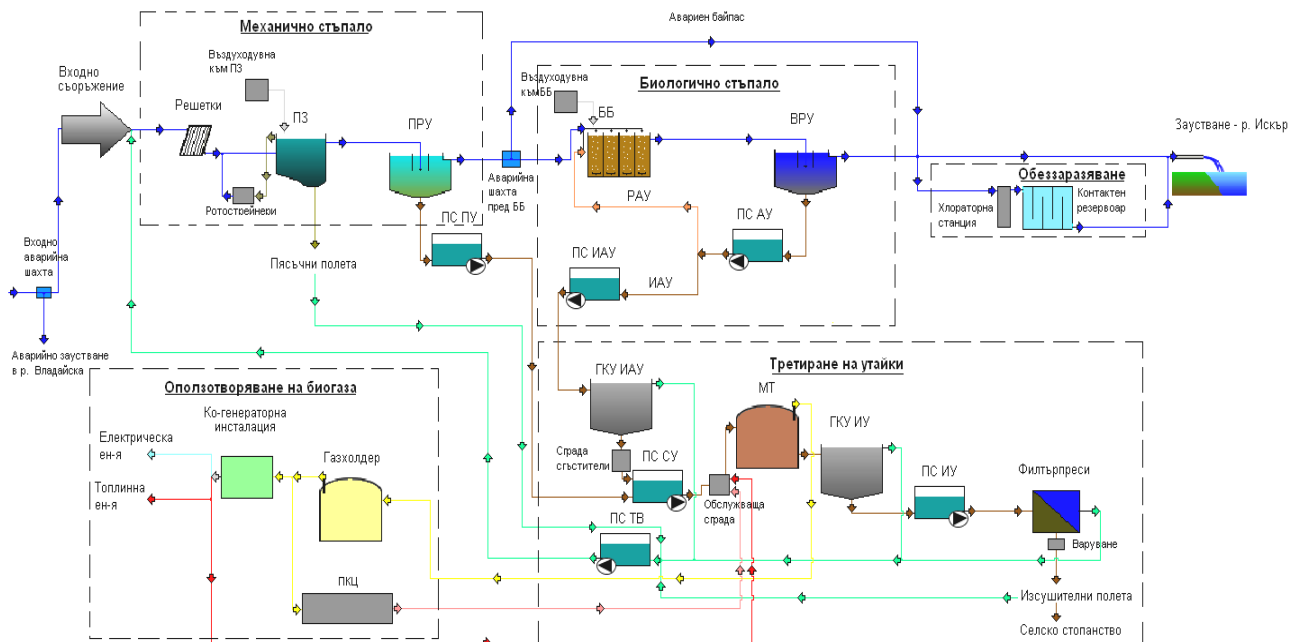 Авариен байпас
Механично стъпало
Въздуходувна
към ПЗ
Входно
съоръжение
Решетки
ПЗ
ПРУ
Ротострейнери
Аварийна
шахта
пред ББ
Биологично стъпало
Въздуходувна
къмББ
ББ
ВРУ
РАУ
ПС АУ
ПС ИАУ
ИАУ
Заустване - р. Искър
Обеззаразяване
Хлораторна
станция
Контактен
резервоар
ПС ПУ
Пясъчни полета
Входно
аварийна
шахта
Аварийно заустване
в р. Владайска
Оползотворяване на биогаза
Ко-генераторна
инсталация
Електрическа
ен-я
Топлинна
ен-я
Газхолдер
ПКЦ
Третиране на утайки
ГКУ ИАУ
МТ
ГКУ ИУ
Сграда
сгъстители
ПС СУ
Обслужваща
сграда
ПС ИУ
Филтърпреси
ПС ТВ
Варуване
Изсушителни полета
Селско стопанство